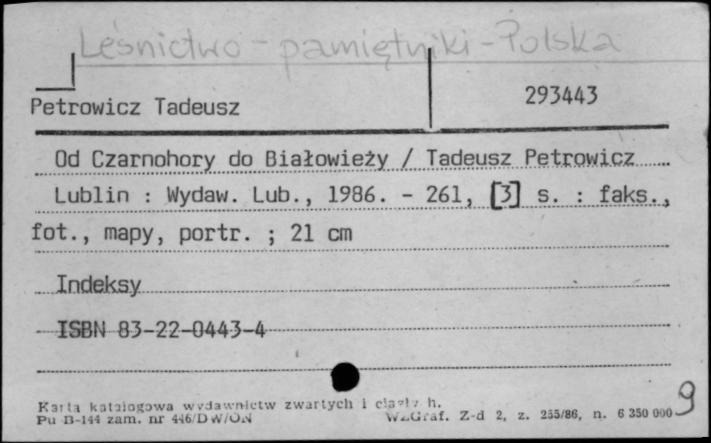 Leśnictwo - pamiętniki - Polska
Petrowicz Tadeusz
293443
Od Czarnohory do Białowieży / Tadeusz Petrowicz
Lublin : Wydaw. Lub., 1986. - 261, [3] s. : faks.,
fot., mapy, portr. ; 21 cm
Indeksy
ISBN 83-22-0443-4
Karta katalogowa wydawnictw zwartych i h.
Pu D-144 zam. nr 446/DW/ON
WZGraf. Z-d 2, z. 255/86, n. 6 350 000
9